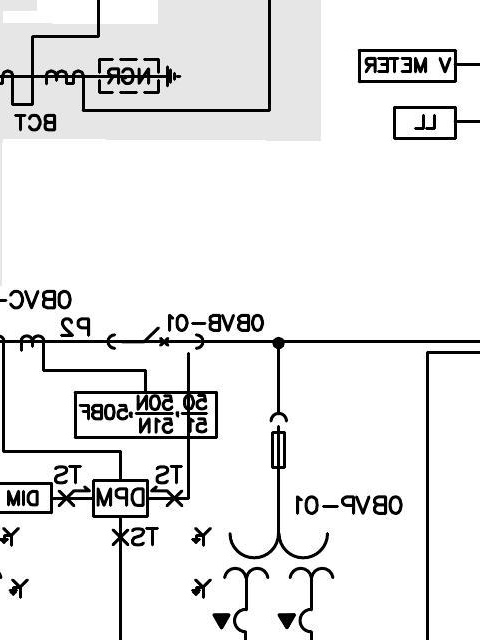 NGR
V METER
BCT
LL
0BVC-
P2
0BVB-01
50, 50N, 50BF
51 51N
TS
TS
DIM
DPM
0BVP-01
TSX